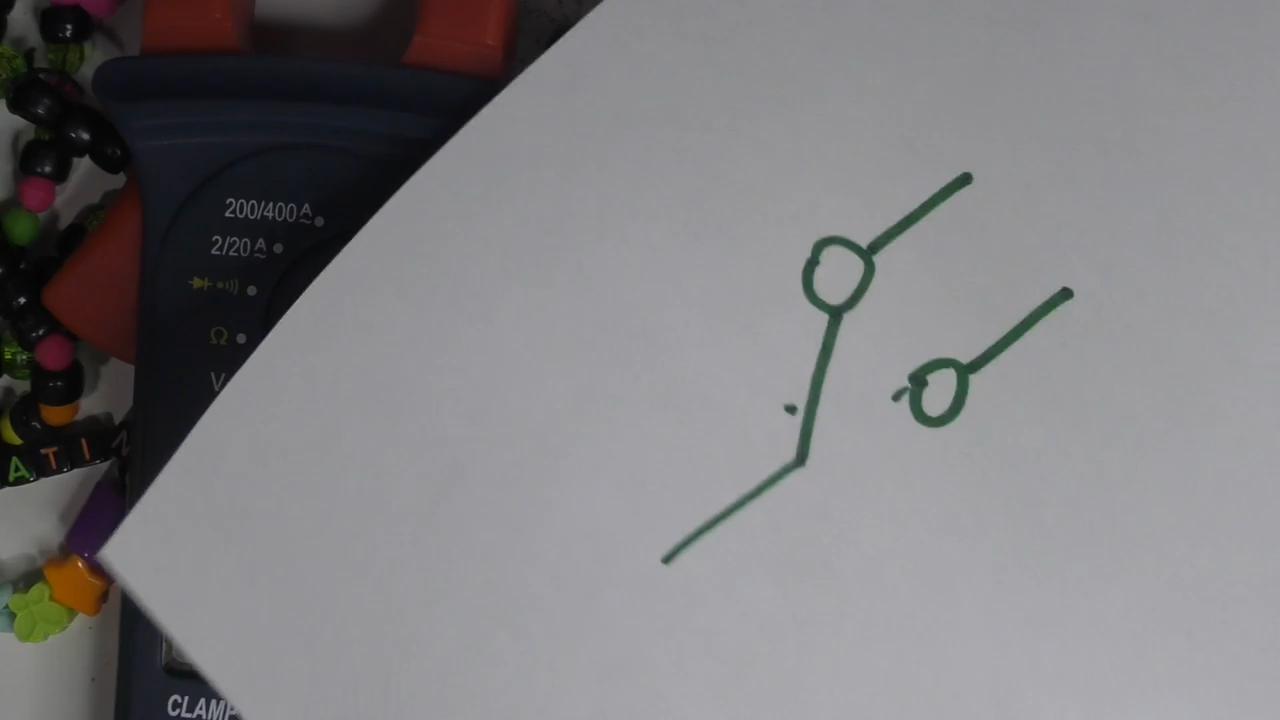 200/400A~
2/20A~
Ω
V
CLAMP
ATI